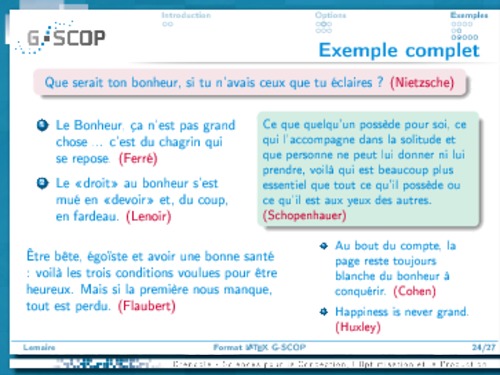 Introduction
Options
Exemples
G·SCOP
Exemple complet
Que serait ton bonheur, si tu n'avais ceux que tu éclaires ? (Nietzsche)
Le Bonheur, ça n'est pas grand
chose ... c'est du chagrin qui
se repose. (Ferré)
Le «droit» au bonheur s'est
mué en «devoir» et, du coup,
en fardeau. (Lenoir)
Ce que quelqu'un possède pour soi, ce
qui l'accompagne dans la solitude et
que personne ne peut lui donner ni lui
prendre, voilà qui est beaucoup plus
essentiel que tout ce qu'il possède ou
ce qu'il est aux yeux des autres.
(Schopenhauer)
Être bête, égoïste et avoir une bonne santé
: voilà les trois conditions voulues pour être
heureux. Mais si la première nous manque,
tout est perdu. (Flaubert)
Au bout du compte, la
page reste toujours
blanche du bonheur à
conquérir. (Cohen)
Happiness is never grand.
(Huxley)
Lemaire
Format LATEX G-SCOP
24/27